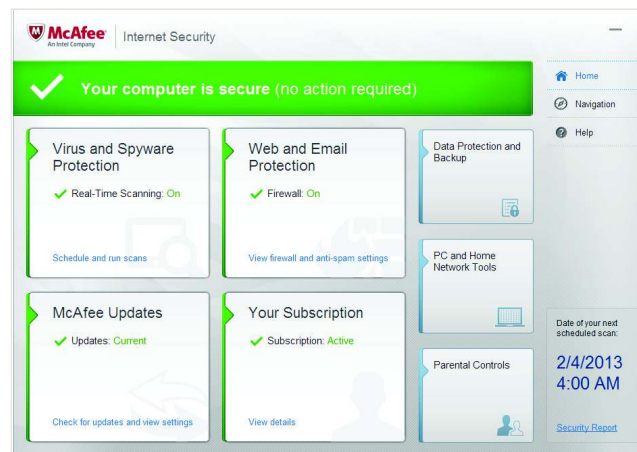 McAfee
An Intel Company
Internet Security
Your computer is secure (no action required)
Home
Navigation
Help
Virus and Spyware
Protection
Real-Time Scanning: On
Schedule and run scans
Web and Email
Protection
Firewall: On
View firewall and anti-spam settings
Data Protection and
Backup
PC and Home
Network Tools
McAfee Updates
Updates: Current
Check for updates and view settings
Your Subscription
Subscription: Active
View details
Parental Controls
Date of your next
scheduled scan:
2/4/2013
4:00 AM
Security Report